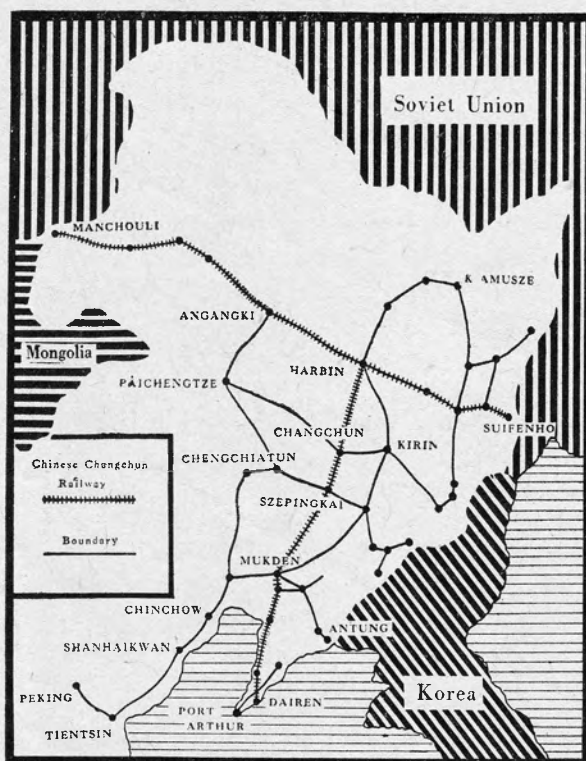 Soviet Union
MANCHOULI
KIAMUSZE
ANGANGKI
Mongolia
HARBIN
PAICHENGTZE
SUIFENHO
CHANGCHUN
KIRIN
CHENGCHIATUN
Chinese Changchun
Railway
SZEPINGKAI
Boundary
MUKDEN
CHINCHOW
ANTUNG
SHANHAIKWAN
PEKING
Korea
DAIREN
PORT
ARTHUR
TIENTSIN